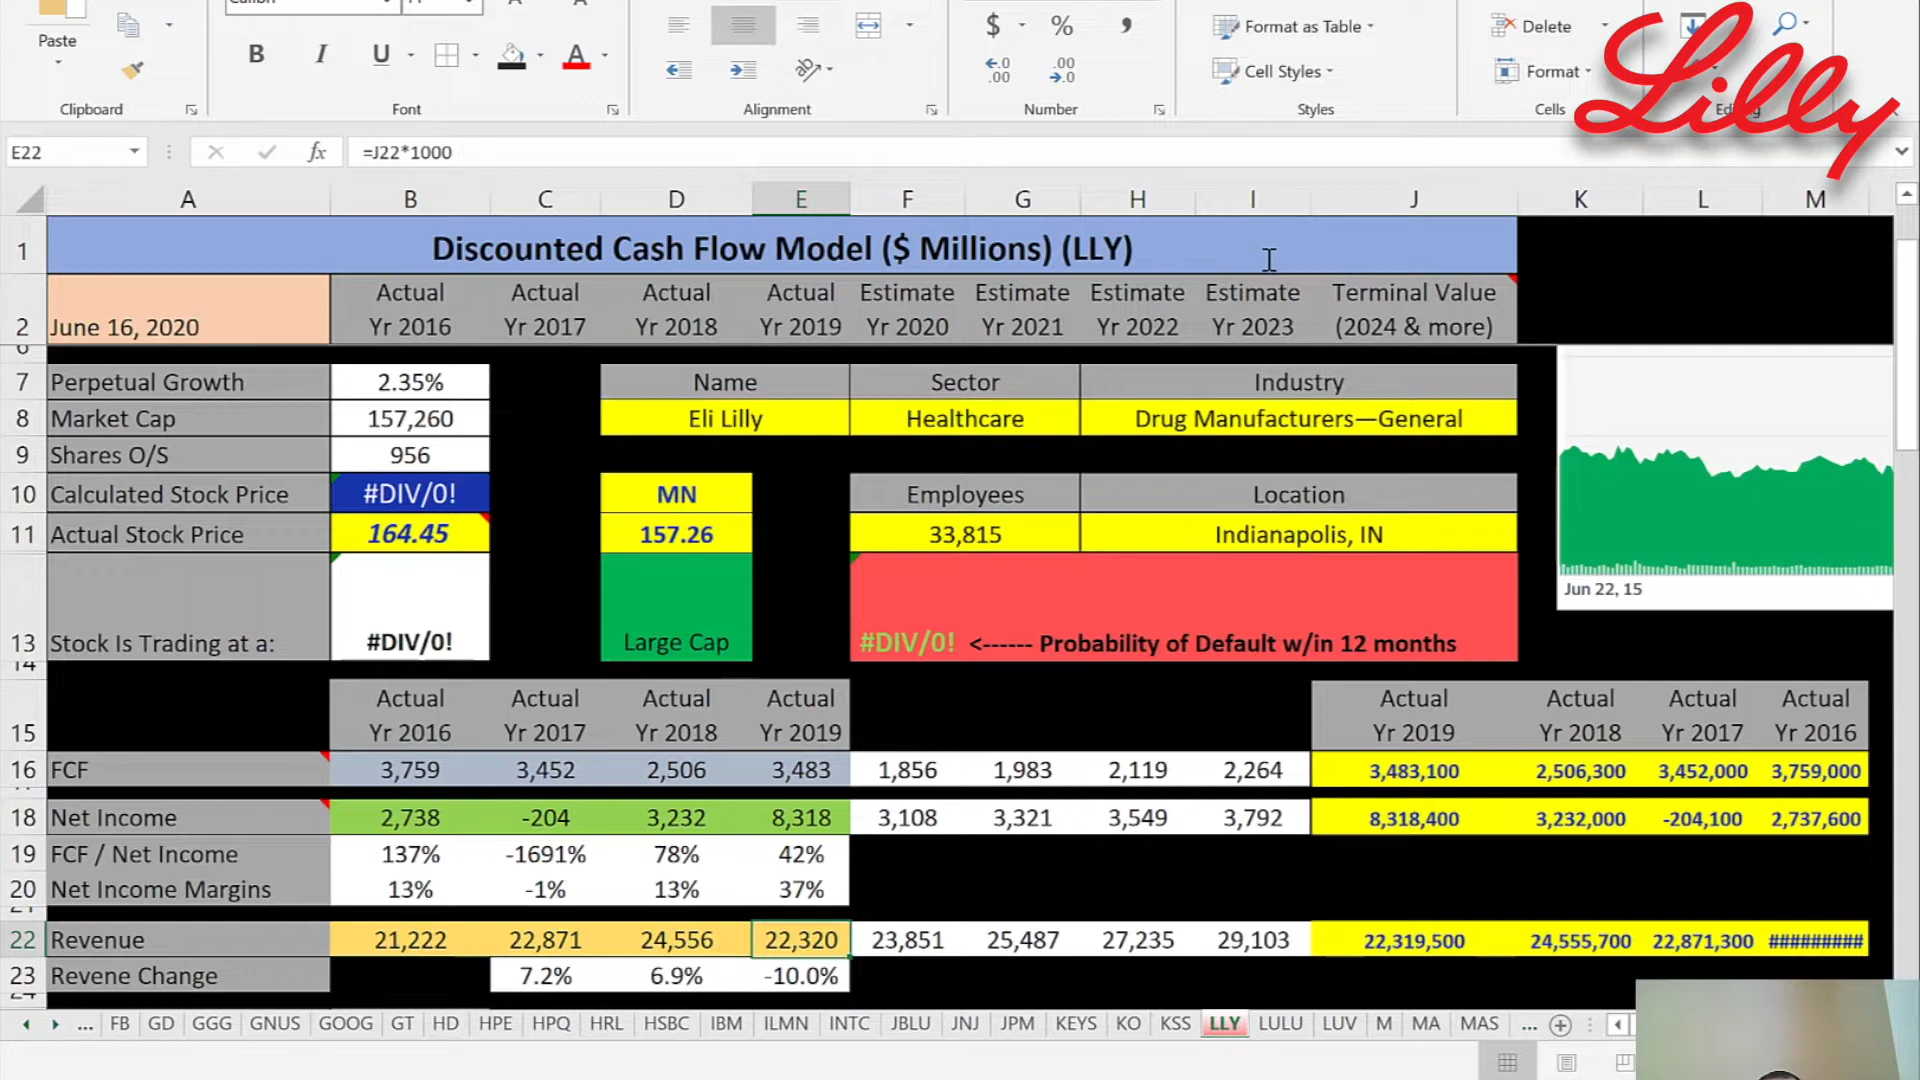 Calibri
Paste
B I U A
$ % ,
Format as Table
Delete
Cell Styles
Format
Lilly
Clipboard Font Alignment Number Styles Cells Editing
E22 fx =J22*1000
A B C D E F G H I J K L M
1 Discounted Cash Flow Model ($ Millions) (LLY)
Actual Actual Actual Actual Estimate Estimate Estimate Estimate Terminal Value
2 June 16, 2020 Yr 2016 Yr 2017 Yr 2018 Yr 2019 Yr 2020 Yr 2021 Yr 2022 Yr 2023 (2024 & more)
7 Perpetual Growth 2.35% Name Sector Industry
8 Market Cap 157,260 Eli Lilly Healthcare Drug Manufacturers—General
9 Shares O/S 956
10 Calculated Stock Price #DIV/0! MN Employees Location
11 Actual Stock Price 164.45 157.26 33,815 Indianapolis, IN
Jun 22, 15
13 Stock Is Trading at a: #DIV/0! Large Cap #DIV/0! <------ Probability of Default w/in 12 months
14
Actual Actual Actual Actual Actual Actual Actual Actual
15 Yr 2016 Yr 2017 Yr 2018 Yr 2019 Yr 2019 Yr 2018 Yr 2017 Yr 2016
16 FCF 3,759 3,452 2,506 3,483 1,856 1,983 2,119 2,264 3,483,100 2,506,300 3,452,000 3,759,000
18 Net Income 2,738 -204 3,232 8,318 3,108 3,321 3,549 3,792 8,318,400 3,232,000 -204,100 2,737,600
19 FCF / Net Income 137% -1691% 78% 42%
20 Net Income Margins 13% -1% 13% 37%
22 Revenue 21,222 22,871 24,556 22,320 23,851 25,487 27,235 29,103 22,319,500 24,555,700 22,871,300 #########
23 Revene Change 7.2% 6.9% -10.0%
... FB GD GGG GNUS GOOG GT HD HPE HPQ HRL HSBC IBM ILMN INTC JBLU JNJ JPM KEYS KO KSS LLY LULU LUV M MA MAS ...